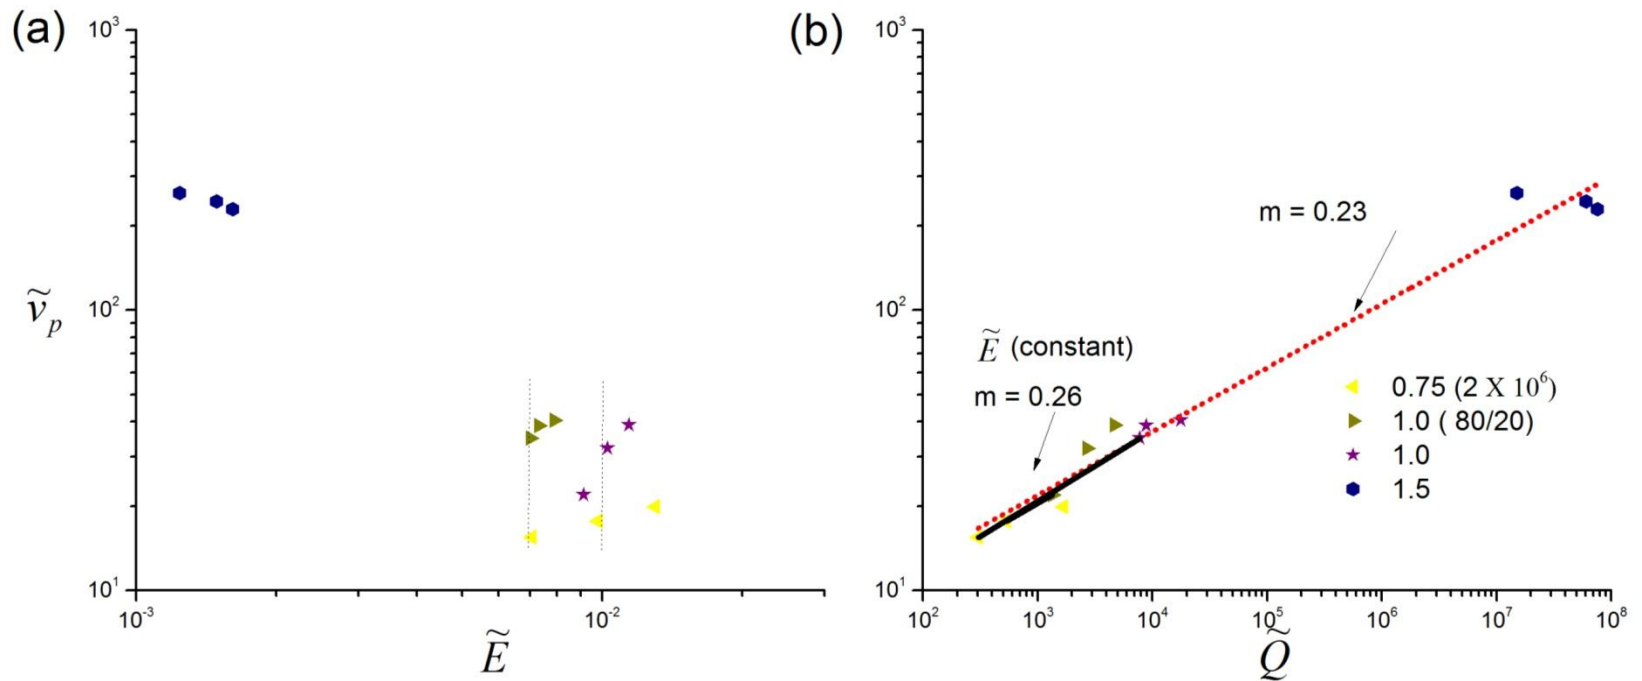 (a)
10³
10²
10¹
ṽₚ
10⁻³
10⁻²
Ẽ
(b)
10³
10²
10¹
m = 0.23
Ẽ (constant)
m = 0.26
0.75 (2 X 10⁶)
1.0 ( 80/20)
1.0
1.5
10² 10³ 10⁴ 10⁵ 10⁶ 10⁷ 10⁸
Q̃